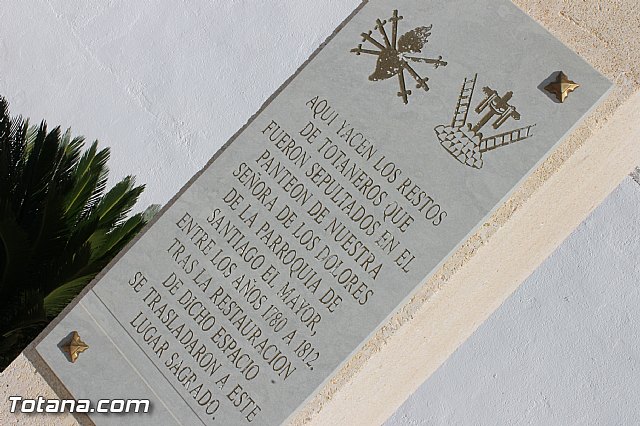 AQUI YACEN LOS RESTOS
DE TOTANEROS QUE
FUERON SEPULTADOS EN EL
PANTEON DE NUESTRA
SEÑORA DE LOS DOLORES
DE LA PARROQUIA DE
SANTIAGO EL MAYOR,
ENTRE LOS AÑOS 1780 A 1812.
TRAS LA RESTAURACION
DE DICHO ESPACIO
SE TRASLADARON A ESTE
LUGAR SAGRADO.
Totana.com